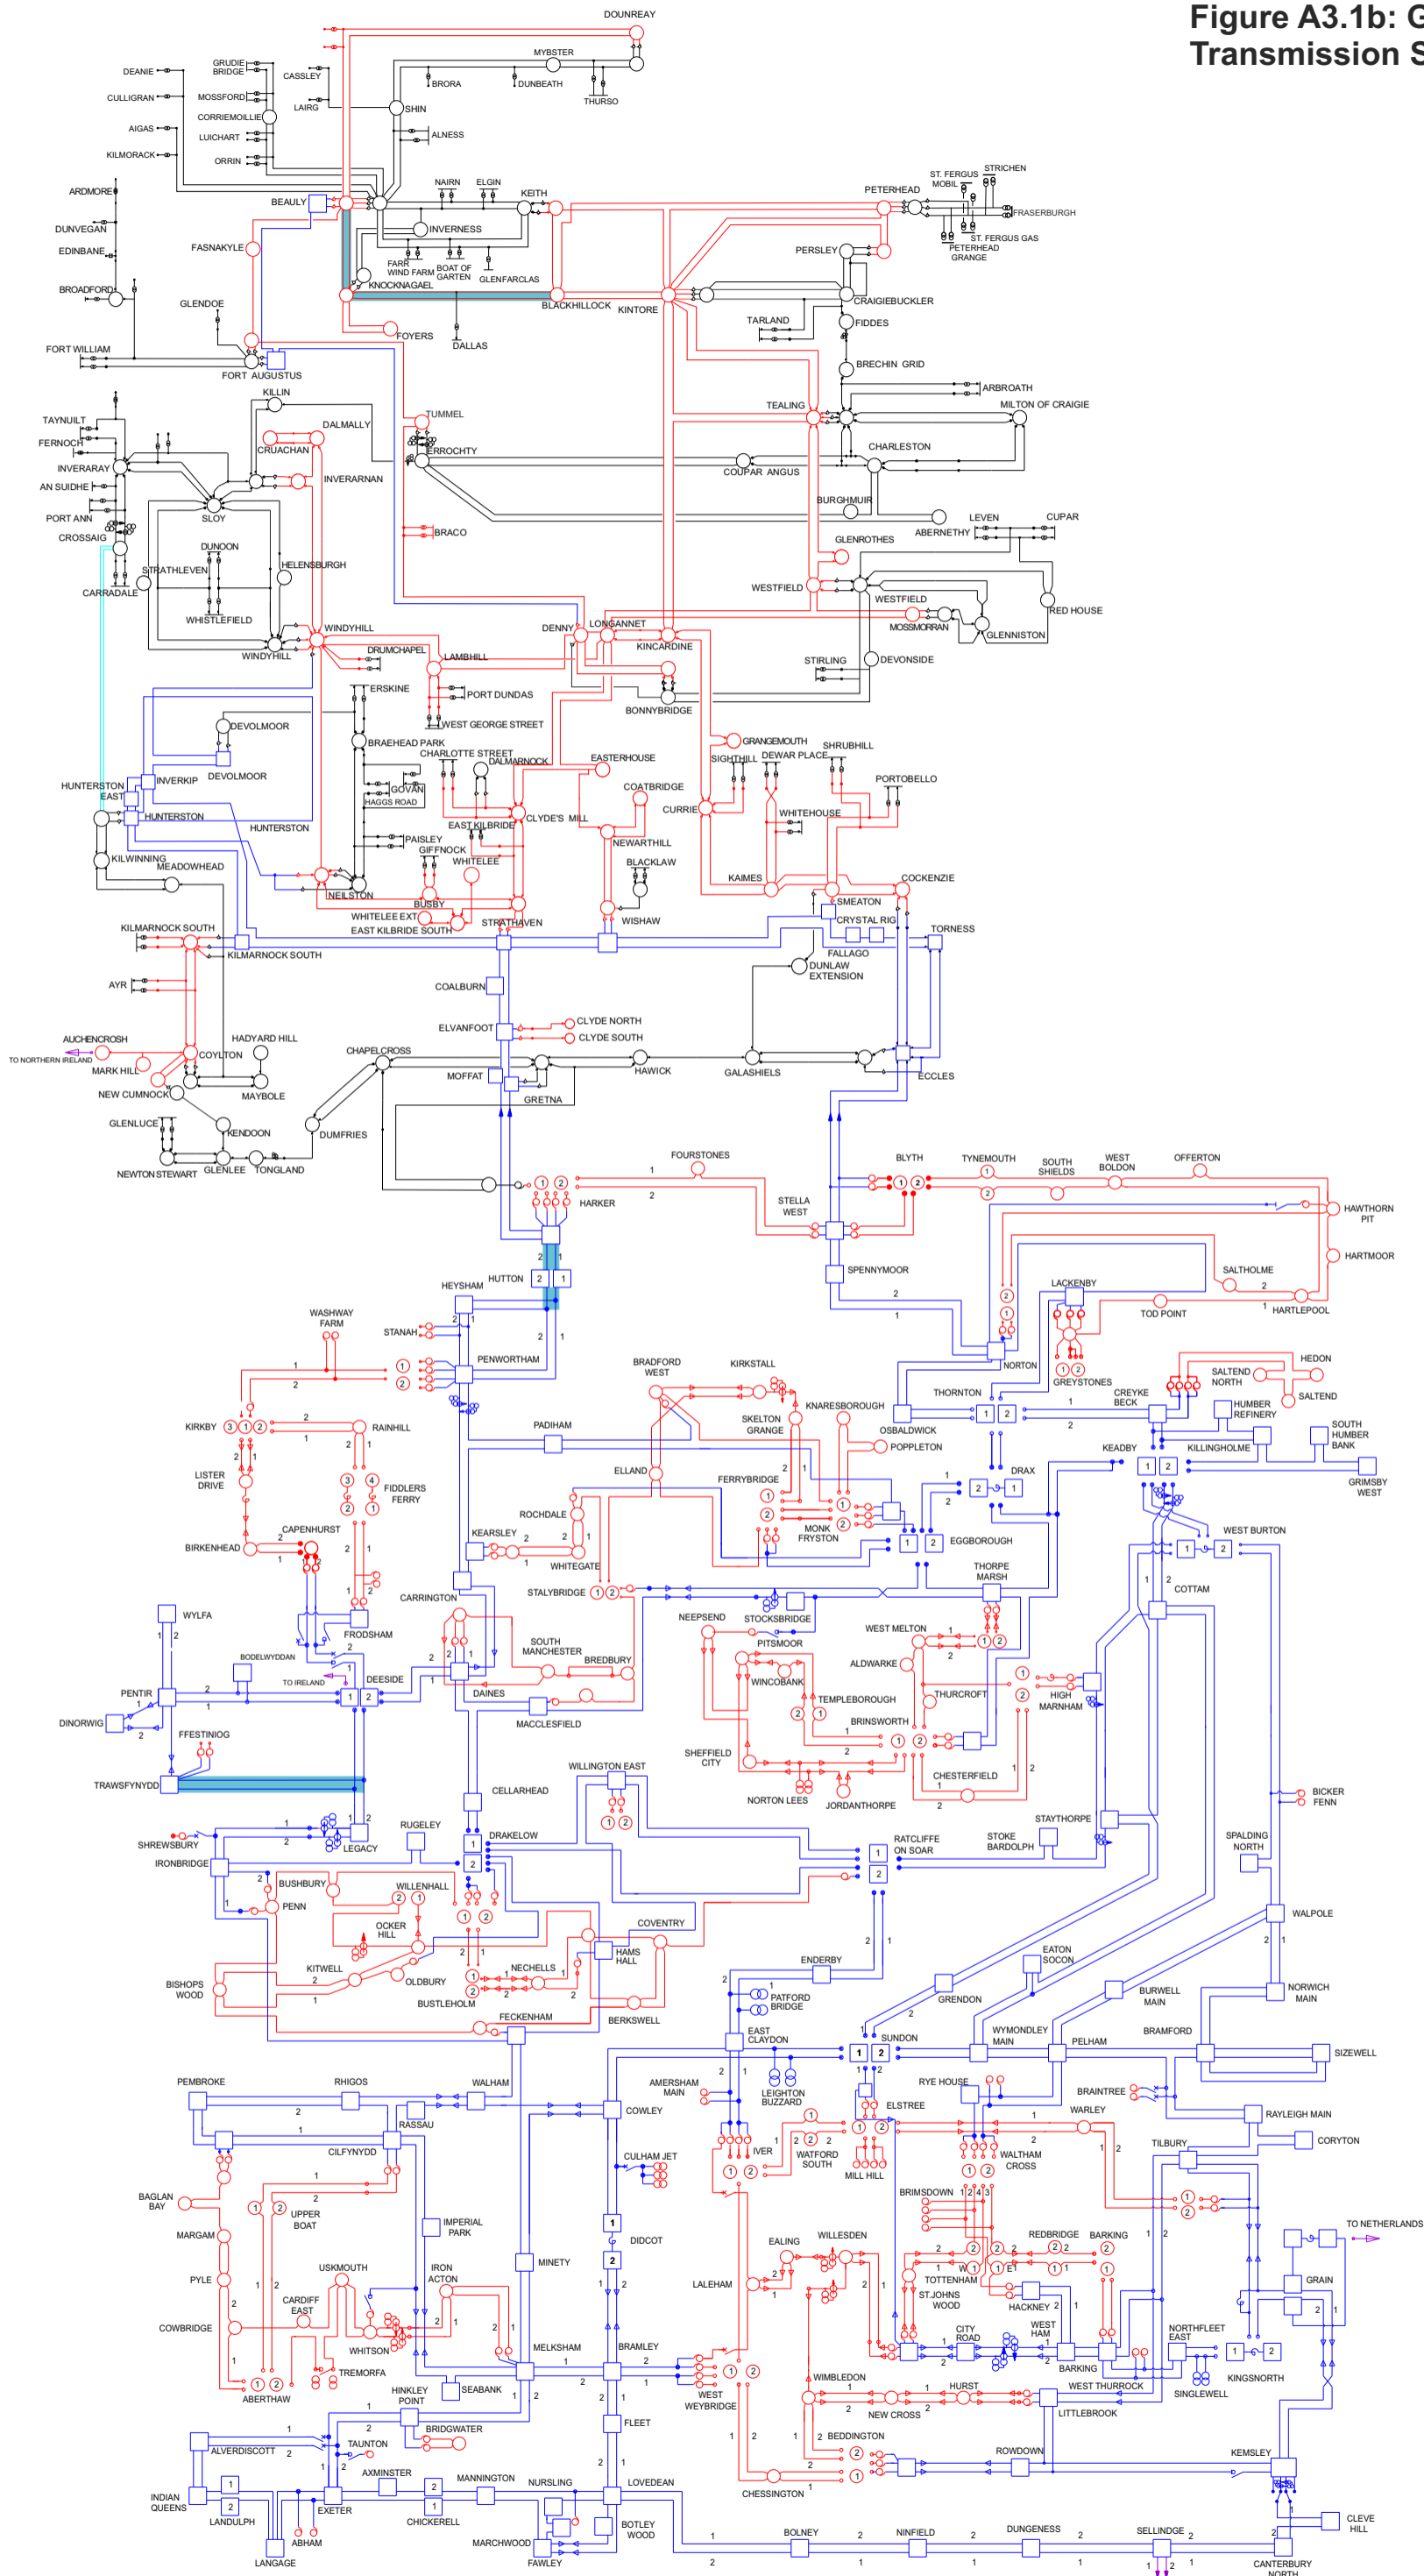 Figure A3.1b: G
Transmission S
DOUNREAY
MYBSTER
GRUDIE
BRIDGE
DEANIE
CASSLEY
BRORA
DUNBEATH
CULLIGRAN
MOSSFORD
LAIRG
SHIN
THURSO
CORRIEMOILLIE
AIGAS
LUICHART
ALNESS
KILMORACK
ORRIN
ARDMORE
BEAULY
NAIRN
ELGIN
KEITH
PETERHEAD
ST. FERGUS
MOBIL
STRICHEN
FRASERBURGH
DUNVEGAN
INVERNESS
ST. FERGUS GAS
PETERHEAD
GRANGE
EDINBANE
FASNAKYLE
FARR
WIND FARM
BOAT OF
GARTEN
GLENFARCLAS
PERSLEY
BROADFORD
KNOCKNAGAEL
GLENDOE
BLACKHILLOCK
KINTORE
CRAIGIEBUCKLER
TARLAND
FIDDES
FOYERS
DALLAS
FORT WILLIAM
FORT AUGUSTUS
BRECHIN GRID
ARBROATH
KILLIN
TEALING
MILTON OF CRAIGIE
TAYNUILT
DALMALLY
TUMMEL
FERNOCH
CRUACHAN
ERROCHTY
CHARLESTON
INVERARAY
INVERARNAN
COUPAR ANGUS
AN SUIDHE
PORT ANN
SLOY
BURGHMUIR
CROSSAIG
ABERNETHY
LEVEN
CUPAR
DUNOON
BRACO
GLENROTHES
STRATHLEVEN
HELENSBURGH
CARRADALE
WESTFIELD
WESTFIELD
RED HOUSE
WHISTLEFIELD
MOSSMORRAN
GLENNISTON
WINDYHILL
WINDYHILL
DRUMCHAPEL
LAMBHILL
DENNY
LONGANNET
KINCARDINE
STIRLING
DEVONSIDE
ERSKINE
PORT DUNDAS
BONNYBRIDGE
WEST GEORGE STREET
DEVOLMOOR
BRAEHEAD PARK
CHARLOTTE STREET
DALMARNOCK
EASTERHOUSE
GRANGEMOUTH
SIGHTHILL
DEWAR PLACE
SHRUBHILL
DEVOLMOOR
PORTOBELLO
HUNTERSTON
EAST
INVERKIP
GOVAN
HAGGS ROAD
COATBRIDGE
CURRIE
WHITEHOUSE
HUNTERSTON
HUNTERSTON
EAST KILBRIDE
CLYDE'S MILL
NEWARTHILL
PAISLEY
GIFFNOCK
WHITELEE
BLACKLAW
KILWINNING
MEADOWHEAD
NEILSTON
KAIMES
COCKENZIE
BUSBY
SMEATON
WHITELEE EXT
EAST KILBRIDE SOUTH
STRATHAVEN
WISHAW
CRYSTAL RIG
KILMARNOCK SOUTH
KILMARNOCK SOUTH
FALLAGO
TORNESS
DUNLAW
EXTENSION
AYR
COALBURN
AUCHENCROSH
HADYARD HILL
ELVANFOOT
CLYDE NORTH
CLYDE SOUTH
TO NORTHERN IRELAND
COYLTON
CHAPELCROSS
MARK HILL
MOFFAT
HAWICK
GALASHIELS
ECCLES
NEW CUMNOCK
MAYBOLE
GRETNA
GLENLUCE
KENDOON
DUMFRIES
NEWTON STEWART
GLENLEE
TONGLAND
FOURSTONES
BLYTH
TYNEMOUTH
SOUTH
SHIELDS
WEST
BOLDON
OFFERTON
HARKER
STELLA
WEST
HAWTHORN
PIT
HARTMOOR
HUTTON
SPENNYMOOR
LACKENBY
SALTHOLME
HEYSHAM
HARTLEPOOL
TOD POINT
WASHWAY
FARM
STANAH
PENWORTHAM
NORTON
GREYSTONES
BRADFORD
WEST
KIRKSTALL
SALTEND
NORTH
HEDON
KNARESBOROUGH
THORNTON
CREYKE
BECK
SALTEND
KIRKBY
RAINHILL
PADIHAM
SKELTON
GRANGE
OSBALDWICK
HUMBER
REFINERY
SOUTH
HUMBER
BANK
POPPLETON
KEADBY
KILLINGHOLME
LISTER
DRIVE
ELLAND
FERRYBRIDGE
DRAX
GRIMSBY
WEST
FIDDLERS
FERRY
ROCHDALE
MONK
FRYSTON
EGGBOROUGH
WEST BURTON
CAPENHURST
KEARSLEY
BIRKENHEAD
WHITEGATE
THORPE
MARSH
CARRINGTON
STALYBRIDGE
COTTAM
WYLFA
FRODSHAM
STOCKSBRIDGE
NEEPSEND
PITSMOOR
WEST MELTON
SOUTH
MANCHESTER
BODELWYDDAN
BREDBURY
ALDWARKE
TO IRELAND
DEESIDE
WINCOBANK
PENTIR
DAINES
TEMPLEBOROUGH
THURCROFT
HIGH
MARNHAM
DINORWIG
MACCLESFIELD
BRINSWORTH
FFESTINIOG
SHEFFIELD
CITY
TRAWSFYNYDD
WILLINGTON EAST
CHESTERFIELD
CELLARHEAD
NORTON LEES
JORDANTHORPE
BICKER
FENN
RUGELEY
STAYTHORPE
SHREWSBURY
LEGACY
DRAKELOW
RATCLIFFE
ON SOAR
STOKE
BARDOLPH
SPALDING
NORTH
IRONBRIDGE
BUSHBURY
WILLENHALL
PENN
WALPOLE
OCKER
HILL
COVENTRY
HAMS
HALL
KITWELL
OLDBURY
NECHELLS
ENDERBY
EATON
SOCON
BISHOPS
WOOD
BUSTLEHOLM
GRENDON
BURWELL
MAIN
NORWICH
MAIN
FECKENHAM
BERKSWELL
PATFORD
BRIDGE
EAST
CLAYDON
SUNDON
WYMONDLEY
MAIN
PELHAM
BRAMFORD
SIZEWELL
PEMBROKE
RHIGOS
WALHAM
AMERSHAM
MAIN
LEIGHTON
BUZZARD
RYE HOUSE
BRAINTREE
RASSAU
COWLEY
ELSTREE
WARLEY
RAYLEIGH MAIN
CILFYNYDD
CULHAM JET
IVER
WATFORD
SOUTH
MILL HILL
WALTHAM
CROSS
TILBURY
CORYTON
BAGLAN
BAY
UPPER
BOAT
IMPERIAL
PARK
BRIMSDOWN
MARGAM
DIDCOT
TO NETHERLANDS
PYLE
USKMOUTH
IRON
ACTON
MINETY
EALING
WILLESDEN
REDBRIDGE
BARKING
CARDIFF
EAST
LALEHAM
TOTTENHAM
GRAIN
COWBRIDGE
ST.JOHNS
WOOD
HACKNEY
WHITSON
CITY
ROAD
WEST
HAM
NORTHFLEET
EAST
TREMORFA
MELKSHAM
BRAMLEY
BARKING
KINGSNORTH
ABERTHAW
HINKLEY
POINT
SEABANK
WEST
WEYBRIDGE
WIMBLEDON
NEW CROSS
HURST
WEST THURROCK
LITTLEBROOK
SINGLEWELL
ALVERDISCOTT
TAUNTON
BRIDGWATER
FLEET
BEDDINGTON
ROWDOWN
KEMSLEY
AXMINSTER
MANNINGTON
NURSLING
LOVEDEAN
CHESSINGTON
INDIAN
QUEENS
LANDULPH
EXETER
CHICKERELL
ABHAM
MARCHWOOD
BOTLEY
WOOD
CLEVE
HILL
LANGAGE
FAWLEY
BOLNEY
NINFIELD
DUNGENESS
SELLINDGE
CANTERBURY
NORTH